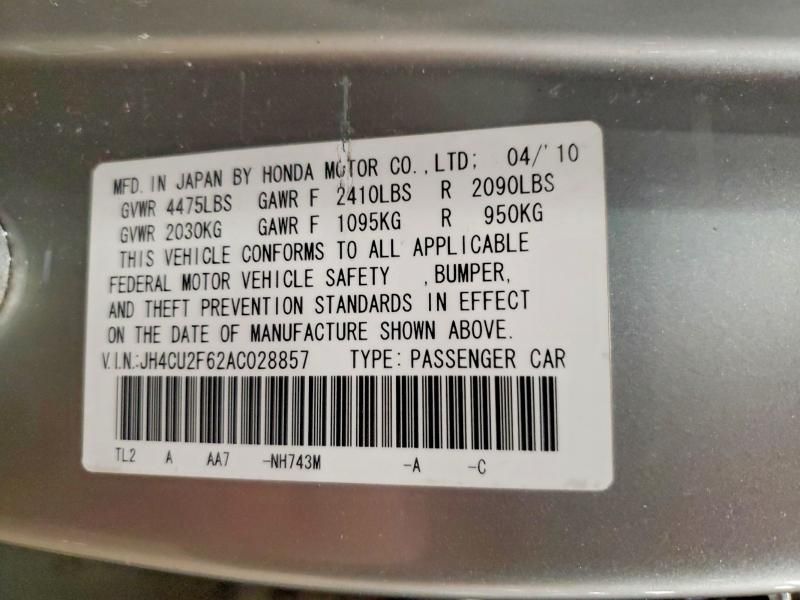 MFD. IN JAPAN BY HONDA MOTOR CO.,LTD; 04/'10
GVWR 4475LBS GAWR F 2410LBS R 2090LBS
GVWR 2030KG GAWR F 1095KG R 950KG
THIS VEHICLE CONFORMS TO ALL APPLICABLE
FEDERAL MOTOR VEHICLE SAFETY ,BUMPER,
AND THEFT PREVENTION STANDARDS IN EFFECT
ON THE DATE OF MANUFACTURE SHOWN ABOVE.
V.I.N.:JH4CU2F62AC028857 TYPE: PASSENGER CAR
TL2 A AA7 -NH743M -A -C